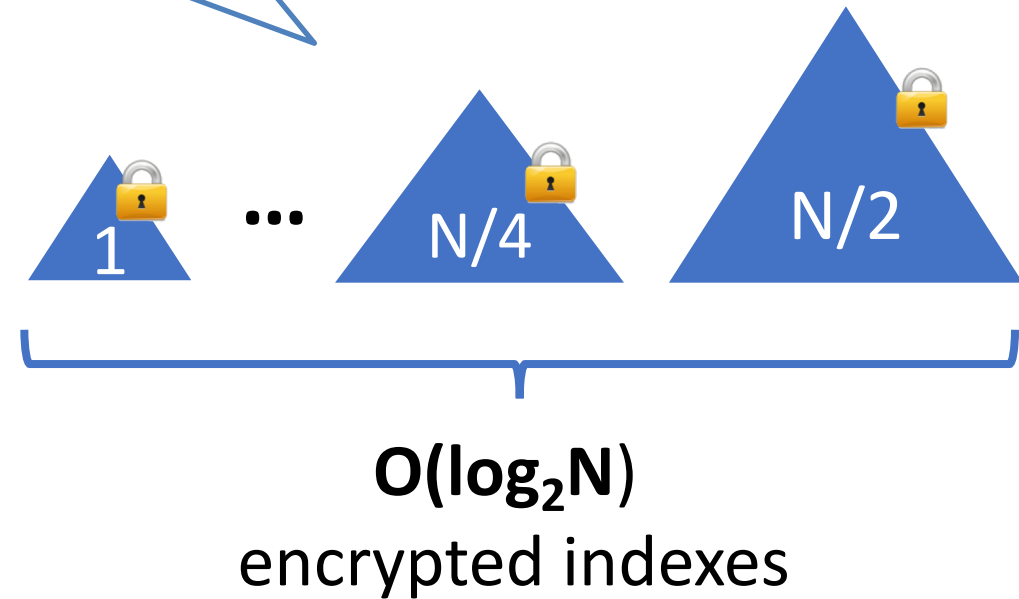 1 ... N/4 N/2
O(log₂N)
encrypted indexes